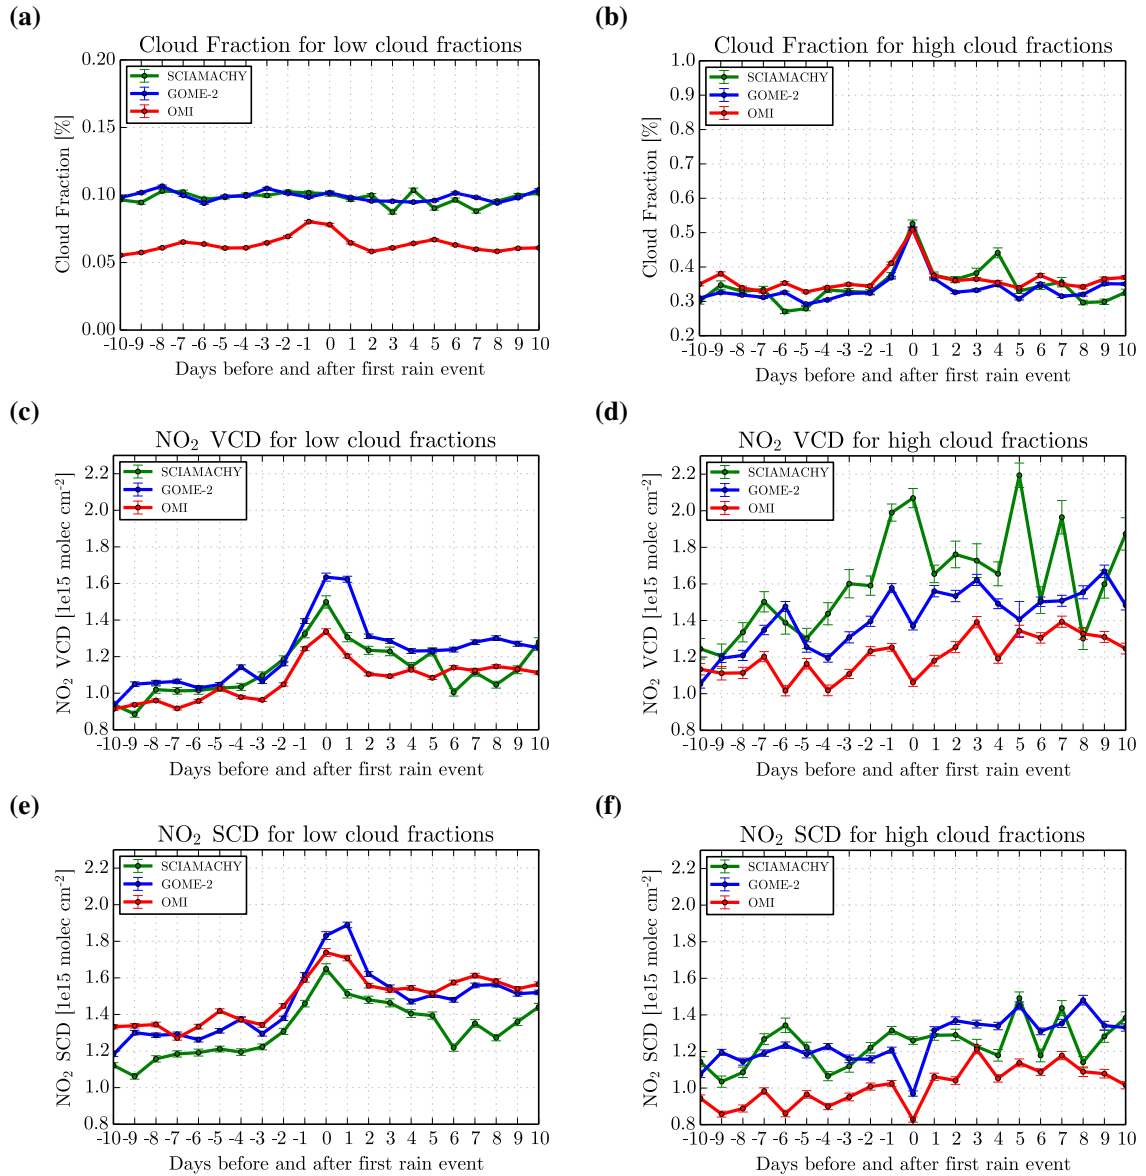 (a)
Cloud Fraction for low cloud fractions
SCIAMACHY
GOME-2
OMI
0.20
0.15
0.10
0.05
0.00
Cloud Fraction [%]
-10 -9 -8 -7 -6 -5 -4 -3 -2 -1 0 1 2 3 4 5 6 7 8 9 10
Days before and after first rain event
(b)
Cloud Fraction for high cloud fractions
SCIAMACHY
GOME-2
OMI
1.0
0.9
0.8
0.7
0.6
0.5
0.4
0.3
0.2
Cloud Fraction [%]
-10 -9 -8 -7 -6 -5 -4 -3 -2 -1 0 1 2 3 4 5 6 7 8 9 10
Days before and after first rain event
(c)
NO₂ VCD for low cloud fractions
SCIAMACHY
GOME-2
OMI
2.2
2.0
1.8
1.6
1.4
1.2
1.0
0.8
NO₂ VCD [1e15 molec cm⁻²]
-10 -9 -8 -7 -6 -5 -4 -3 -2 -1 0 1 2 3 4 5 6 7 8 9 10
Days before and after first rain event
(d)
NO₂ VCD for high cloud fractions
SCIAMACHY
GOME-2
OMI
2.2
2.0
1.8
1.6
1.4
1.2
1.0
0.8
NO₂ VCD [1e15 molec cm⁻²]
-10 -9 -8 -7 -6 -5 -4 -3 -2 -1 0 1 2 3 4 5 6 7 8 9 10
Days before and after first rain event
(e)
NO₂ SCD for low cloud fractions
SCIAMACHY
GOME-2
OMI
2.2
2.0
1.8
1.6
1.4
1.2
1.0
0.8
NO₂ SCD [1e15 molec cm⁻²]
-10 -9 -8 -7 -6 -5 -4 -3 -2 -1 0 1 2 3 4 5 6 7 8 9 10
Days before and after first rain event
(f)
NO₂ SCD for high cloud fractions
SCIAMACHY
GOME-2
OMI
2.2
2.0
1.8
1.6
1.4
1.2
1.0
0.8
NO₂ SCD [1e15 molec cm⁻²]
-10 -9 -8 -7 -6 -5 -4 -3 -2 -1 0 1 2 3 4 5 6 7 8 9 10
Days before and after first rain event